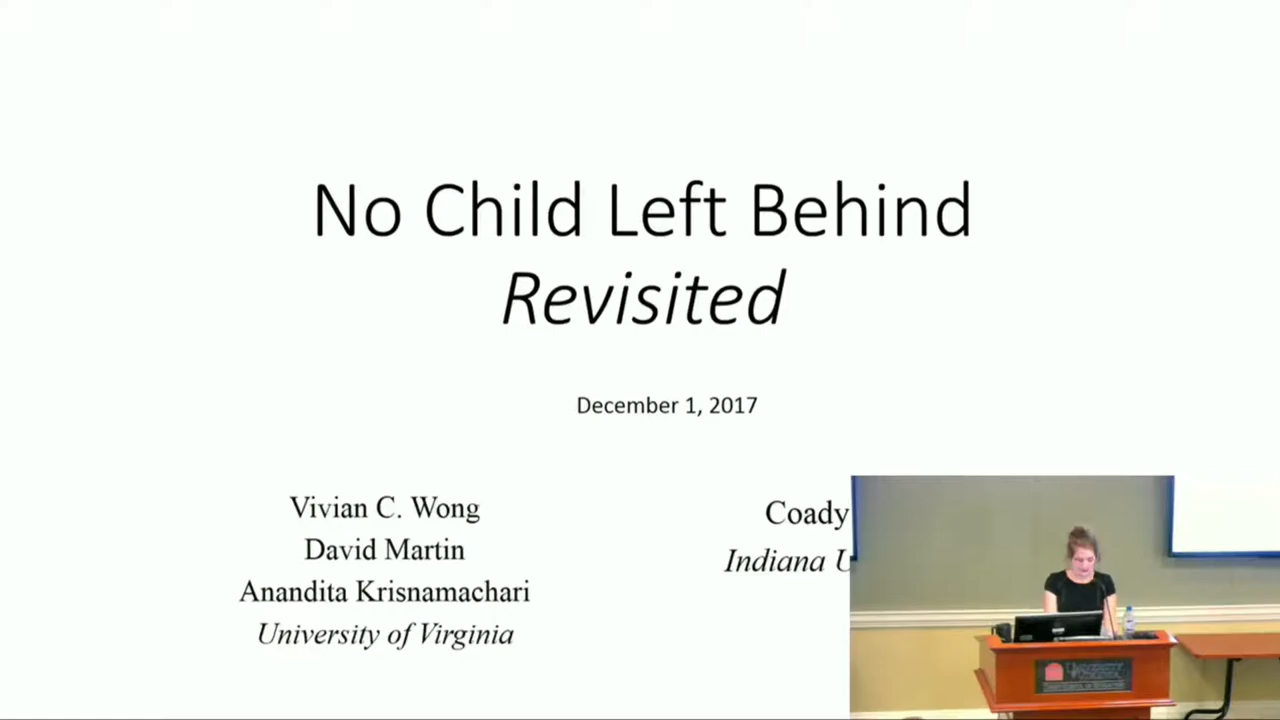 No Child Left Behind
Revisited
December 1, 2017
Vivian C. Wong
David Martin
Anandita Krisnamachari
University of Virginia
Coady
Indiana U
UNIVERSITY